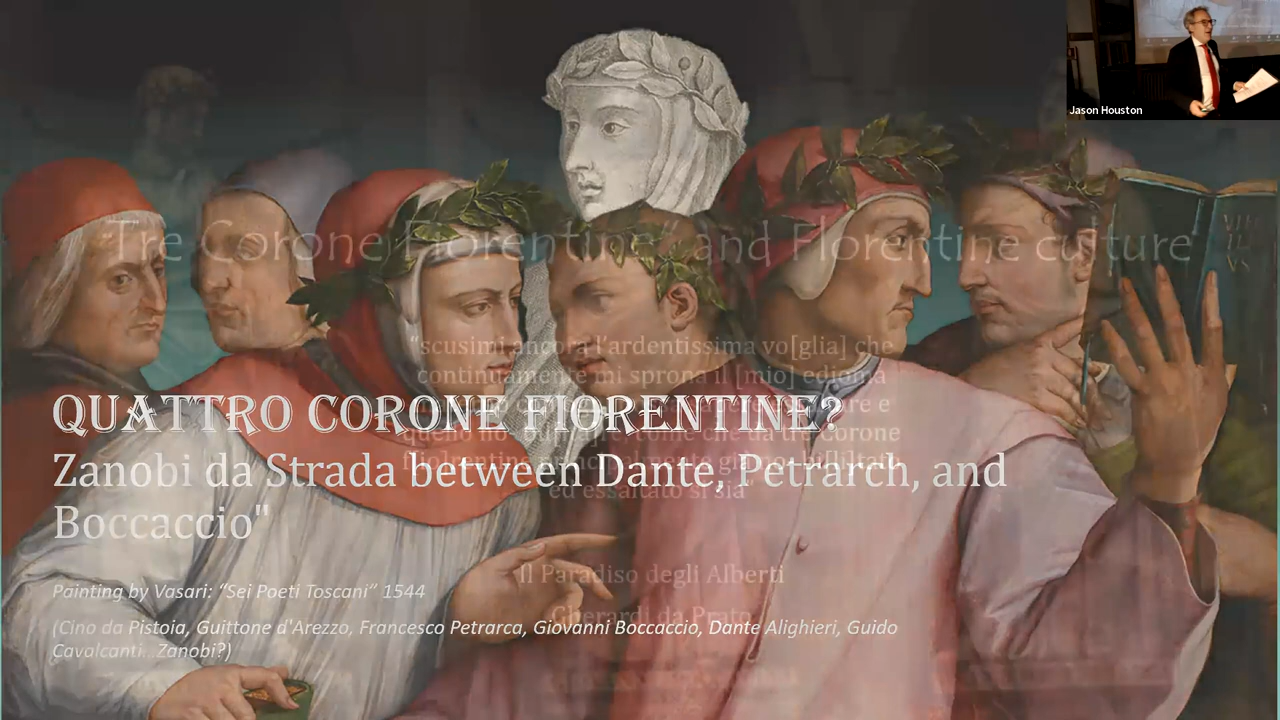 Jason Houston
"Tre Corone Fiorentine" and Florentine culture
"scusimi ancora l'ardentissima vo[glia] che
continuamente mi sprona il [mio] edioma
QUATTRO CORONE FIORENTINE?
Zanobi da Strada between Dante, Petrarch, and
ed essaltato si sia
Boccaccio"
Il Paradiso degli Alberti
Painting by Vasari: "Sei Poeti Toscani" 1544
Gherardi da Prato
(Cino da Pistoia, Guittone d'Arezzo, Francesco Petrarca, Giovanni Boccaccio, Dante Alighieri, Guido
Cavalcanti...Zanobi?)